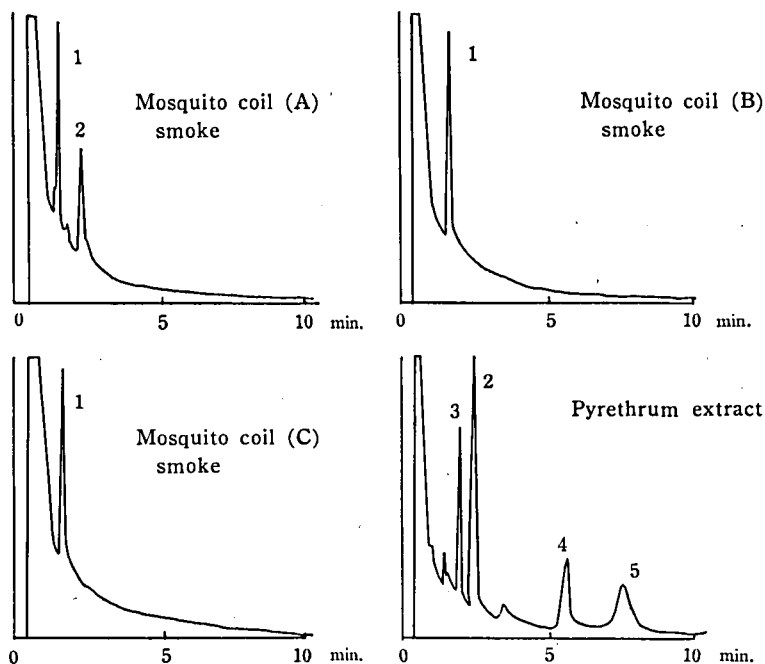 1
2
Mosquito coil (A)
smoke
0 5 10 min.
1
Mosquito coil (B)
smoke
0 5 10 min.
1
Mosquito coil (C)
smoke
0 5 10 min.
2
3
Pyrethrum extract
4
5
0 5 10 min.